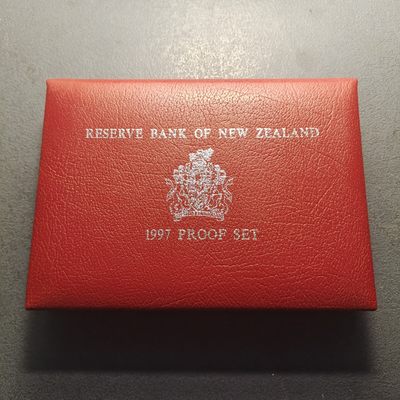 RESERVE BANK OF NEW ZEALAND
1997 PROOF SET